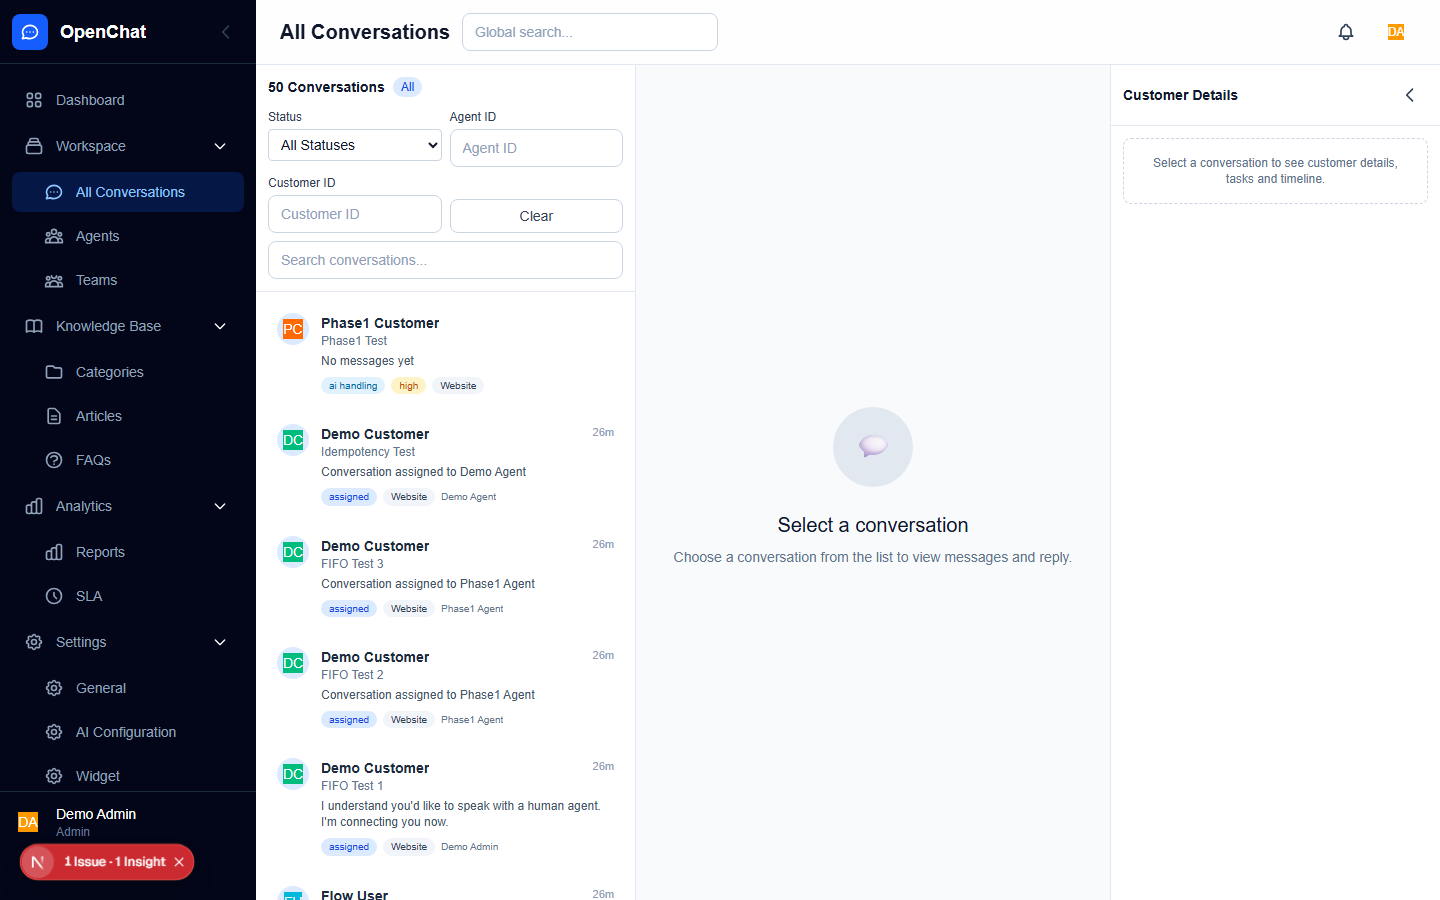 OpenChat
Dashboard
Workspace
All Conversations
Agents
Teams
Knowledge Base
Categories
Articles
FAQs
Analytics
Reports
SLA
Settings
General
AI Configuration
Widget
DA
Demo Admin
Admin
N
1 Issue - 1 Insight
All Conversations
Global search...
DA
50 Conversations
All
Status
Agent ID
All Statuses
Agent ID
Customer ID
Customer ID
Clear
Search conversations...
PC
Phase1 Customer
Phase1 Test
No messages yet
ai handling high Website
DC
Demo Customer 26m
Idempotency Test
Conversation assigned to Demo Agent
assigned Website Demo Agent
DC
Demo Customer 26m
FIFO Test 3
Conversation assigned to Phase1 Agent
assigned Website Phase1 Agent
DC
Demo Customer 26m
FIFO Test 2
Conversation assigned to Phase1 Agent
assigned Website Phase1 Agent
DC
Demo Customer 26m
FIFO Test 1
I understand you'd like to speak with a human agent.
I'm connecting you now.
assigned Website Demo Admin
Flow User 26m
Select a conversation
Choose a conversation from the list to view messages and reply.
Customer Details
Select a conversation to see customer details,
tasks and timeline.